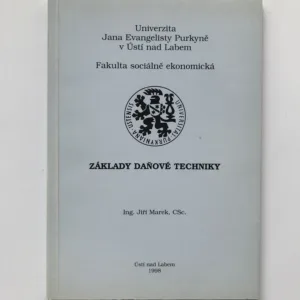 Univerzita
Jana Evangelisty Purkyně
v Ústí nad Labem
Fakulta sociálně ekonomická
ZÁKLADY DAŇOVÉ TECHNIKY
Ing. Jiří Marek, CSc.
Ústí nad Labem
1998